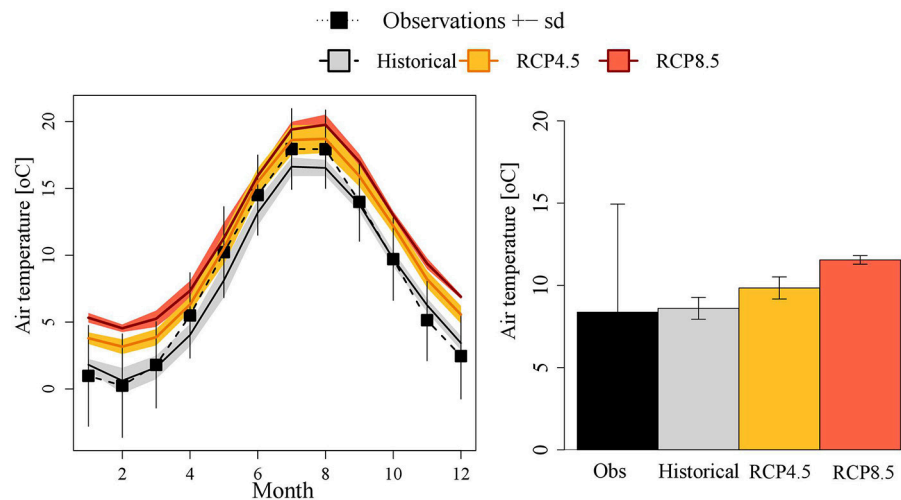 Observations +− sd
Historical RCP4.5 RCP8.5
Air temperature [oC]
20
15
10
5
0
2 4 6 8 10 12
Month
Air temperature [oC]
20
15
10
5
0
Obs Historical RCP4.5 RCP8.5